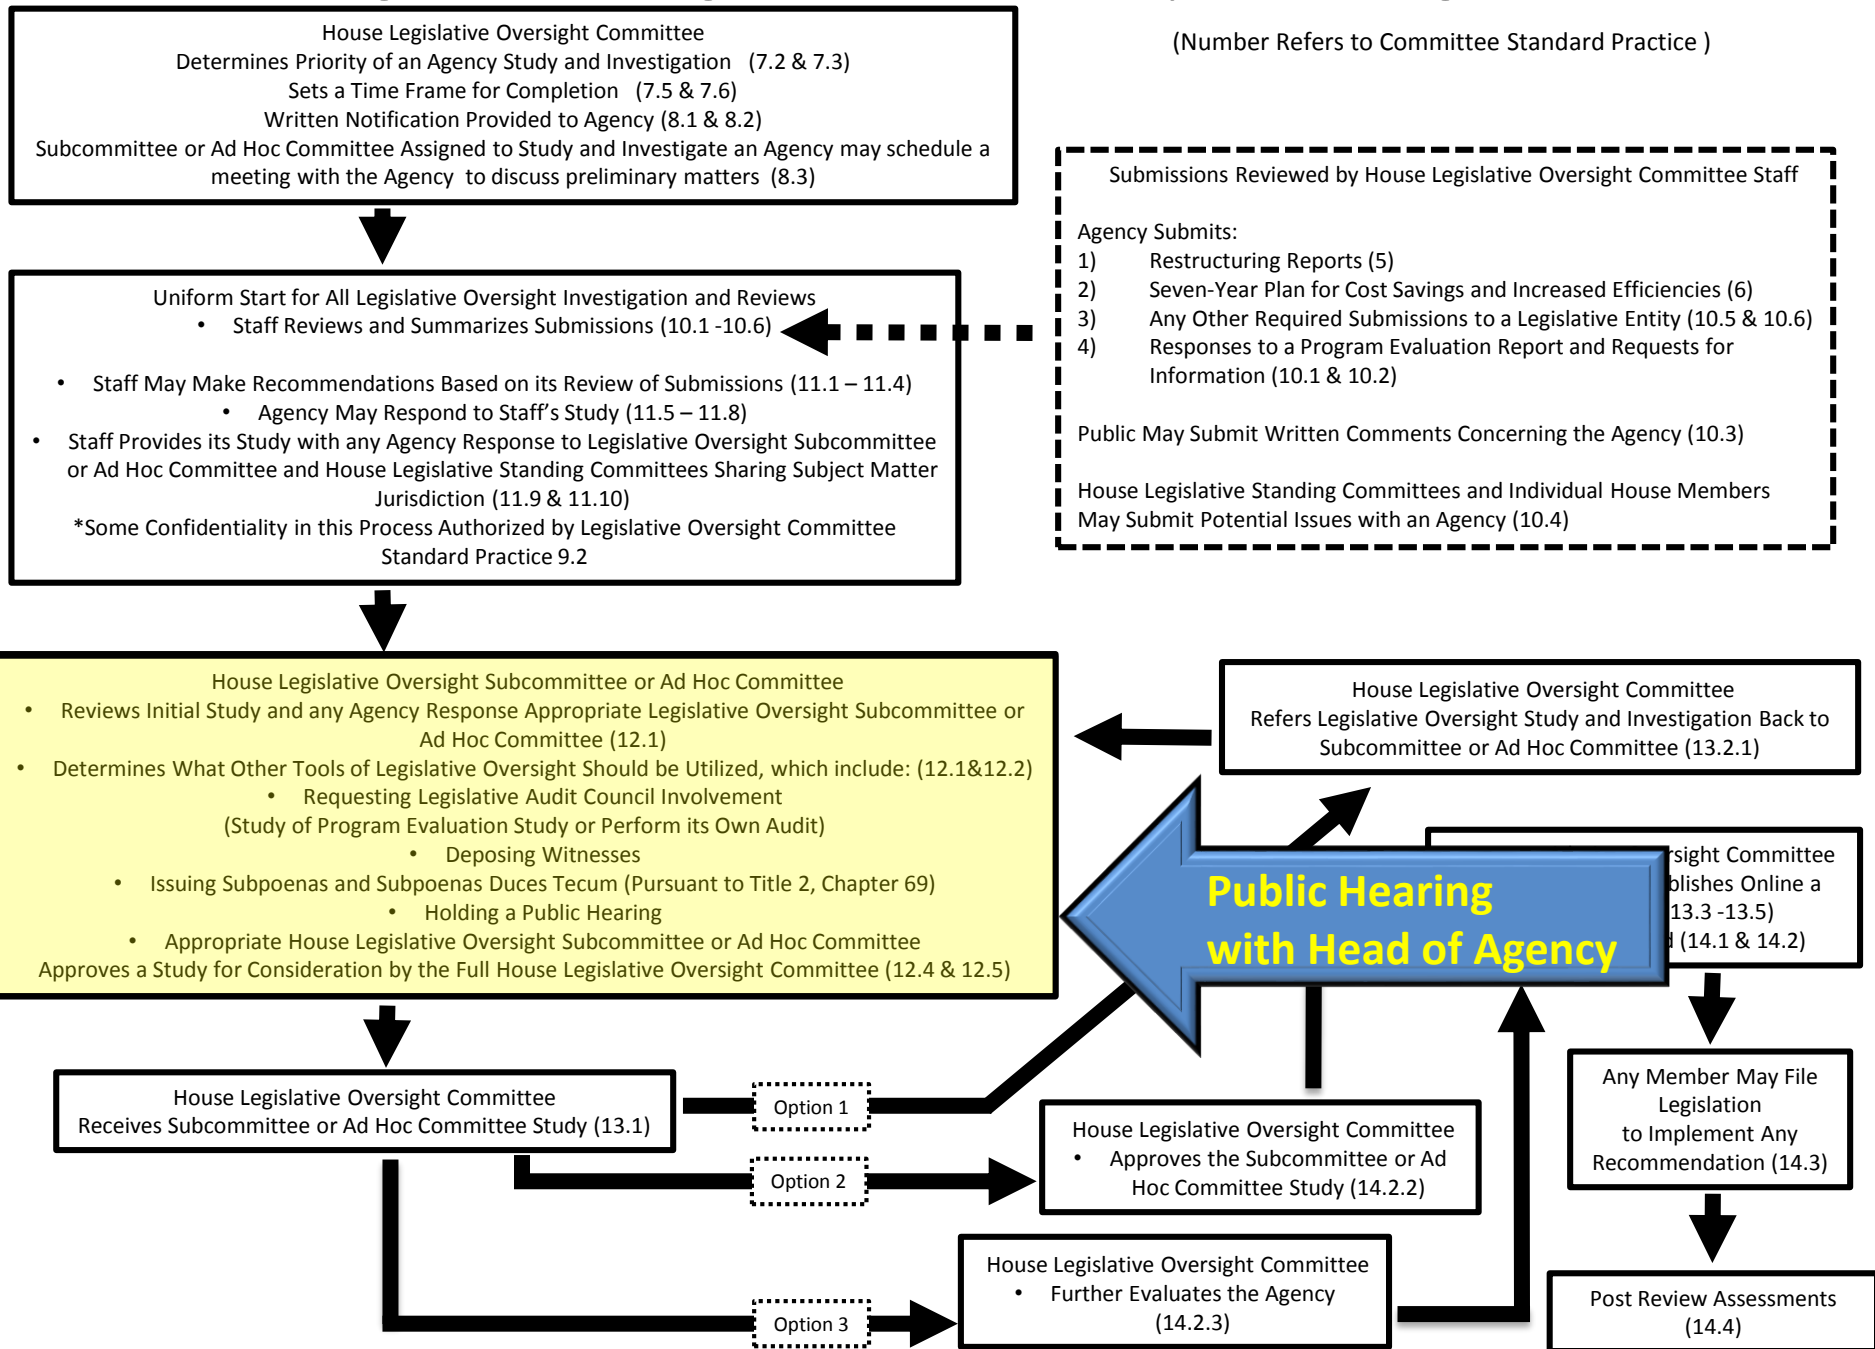 (Number Refers to Committee Standard Practice )
House Legislative Oversight Committee
Determines Priority of an Agency Study and Investigation (7.2 & 7.3)
Sets a Time Frame for Completion (7.5 & 7.6)
Written Notification Provided to Agency (8.1 & 8.2)
Subcommittee or Ad Hoc Committee Assigned to Study and Investigate an Agency may schedule a
meeting with the Agency to discuss preliminary matters (8.3)
Submissions Reviewed by House Legislative Oversight Committee Staff
Agency Submits:
1) Restructuring Reports (5)
2) Seven-Year Plan for Cost Savings and Increased Efficiencies (6)
3) Any Other Required Submissions to a Legislative Entity (10.5 & 10.6)
4) Responses to a Program Evaluation Report and Requests for
Information (10.1 & 10.2)
Public May Submit Written Comments Concerning the Agency (10.3)
House Legislative Standing Committees and Individual House Members
May Submit Potential Issues with an Agency (10.4)
Uniform Start for All Legislative Oversight Investigation and Reviews
• Staff Reviews and Summarizes Submissions (10.1 -10.6)
• Staff May Make Recommendations Based on its Review of Submissions (11.1 – 11.4)
• Agency May Respond to Staff's Study (11.5 – 11.8)
• Staff Provides its Study with any Agency Response to Legislative Oversight Subcommittee
or Ad Hoc Committee and House Legislative Standing Committees Sharing Subject Matter
Jurisdiction (11.9 & 11.10)
*Some Confidentiality in this Process Authorized by Legislative Oversight Committee
Standard Practice 9.2
House Legislative Oversight Subcommittee or Ad Hoc Committee
• Reviews Initial Study and any Agency Response Appropriate Legislative Oversight Subcommittee or
Ad Hoc Committee (12.1)
• Determines What Other Tools of Legislative Oversight Should be Utilized, which include: (12.1&12.2)
• Requesting Legislative Audit Council Involvement
(Study of Program Evaluation Study or Perform its Own Audit)
• Deposing Witnesses
• Issuing Subpoenas and Subpoenas Duces Tecum (Pursuant to Title 2, Chapter 69)
• Holding a Public Hearing
• Appropriate House Legislative Oversight Subcommittee or Ad Hoc Committee
Approves a Study for Consideration by the Full House Legislative Oversight Committee (12.4 & 12.5)
House Legislative Oversight Committee
Refers Legislative Oversight Study and Investigation Back to
Subcommittee or Ad Hoc Committee (13.2.1)
Public Hearing
with Head of Agency
Committee
Online a
13.3 -13.5)
(14.1 & 14.2)
House Legislative Oversight Committee
Receives Subcommittee or Ad Hoc Committee Study (13.1)
Option 1
Option 2
Option 3
House Legislative Oversight Committee
• Approves the Subcommittee or Ad
Hoc Committee Study (14.2.2)
House Legislative Oversight Committee
• Further Evaluates the Agency
(14.2.3)
Any Member May File
Legislation
to Implement Any
Recommendation (14.3)
Post Review Assessments
(14.4)